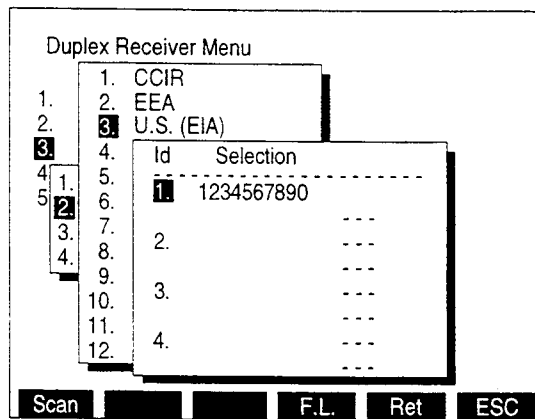 Duplex Receiver Menu
1.
2.
3.
4
5
1.
2.
3.
4.
1. CCIR
2. EEA
3. U.S. (EIA)
4.
5.
6.
7.
8.
9.
10.
11.
12.
Id Selection
- - - - - - - - - - - - - - - - - - - - - -
1. 1234567890
- - -
2. - - -
- - -
3. - - -
- - -
4. - - -
- - -
Scan F.L. Ret ESC